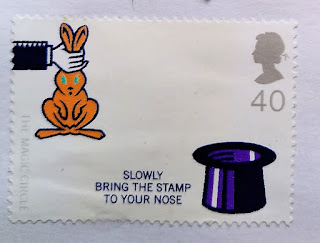 40
THE MAGIC CIRCLE
SLOWLY
BRING THE STAMP
TO YOUR NOSE